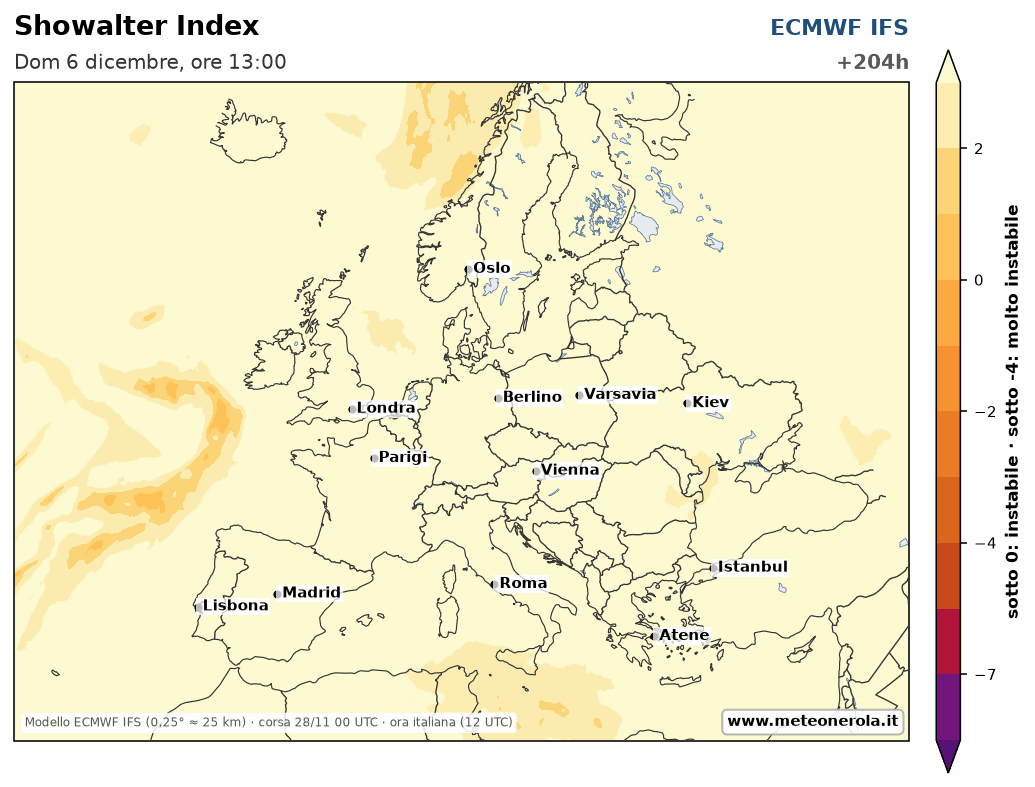 Showalter Index
ECMWF IFS
Dom 6 dicembre, ore 13:00
+204h
Oslo
Londra
Berlino
Varsavia
Kiev
Parigi
Vienna
Istanbul
Madrid
Roma
Lisbona
Atene
Modello ECMWF IFS (0,25° ≈ 25 km) · corsa 28/11 00 UTC · ora italiana (12 UTC)
www.meteonerola.it
2
0
−2
−4
−7
sotto 0: instabile · sotto -4: molto instabile